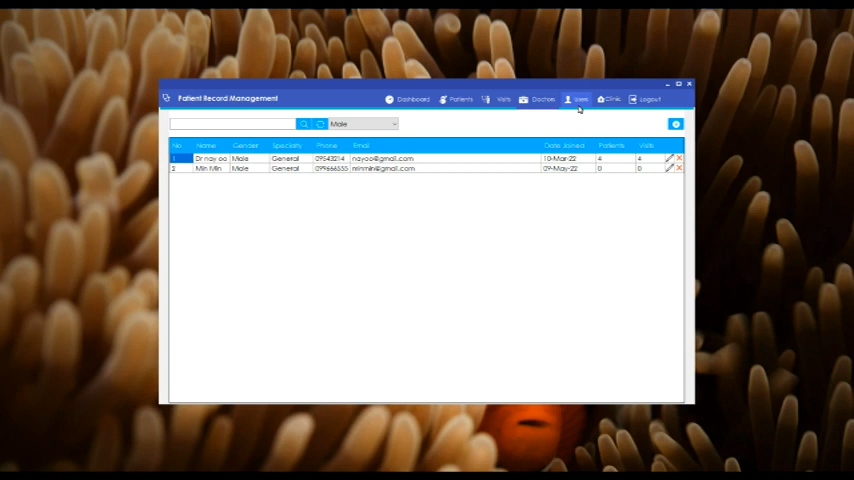 Patient Record Management
Dashboard Patients Visits Doctors Users Clinic Logout
Male
No Name Gender Specialty Phone Email Date Joined Patients Visits
1 Dr nay oo Male General 09543214 nayoo@gmail.com 10-Mar-22 4 4
2 Min Min Male General 099666555 minmin@gmail.com 09-May-22 0 0